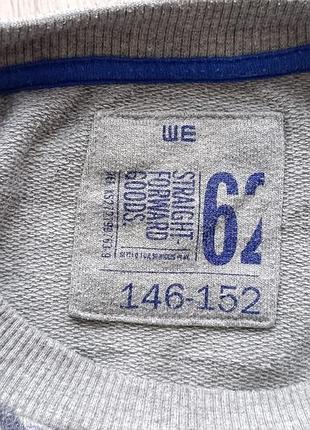 WE
STRAIGHT-
FORWARD
GOODS.
62
146-152